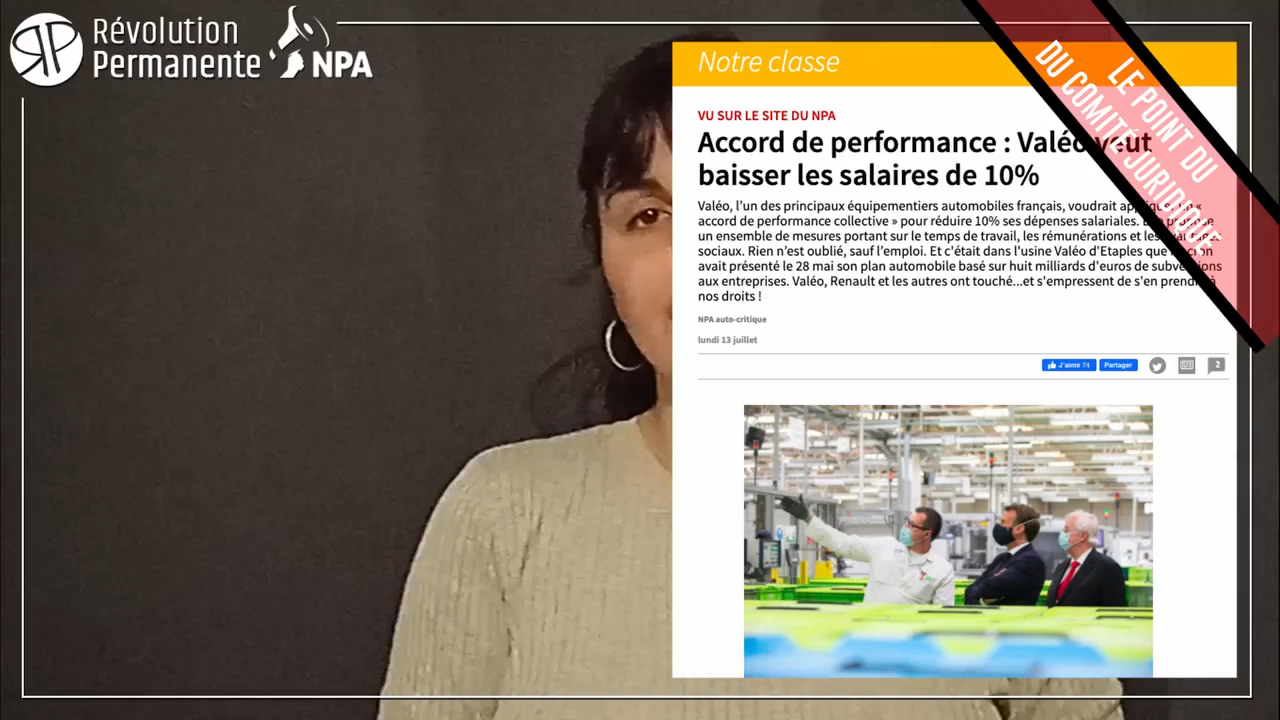 Révolution
Permanente
NPA
Notre classe
LE POINT DU
DU COMITÉ JURIDIQUE
VU SUR LE SITE DU NPA
Accord de performance : Valéo veut
baisser les salaires de 10%
Valéo, l’un des principaux équipementiers automobiles français, voudrait «
accord de performance collective » pour réduire 10% ses dépenses salariales.
un ensemble de mesures portant sur le temps de travail, les rémunérations et les
sociaux. Rien n’est oublié, sauf l’emploi. Et c'était dans l'usine Valéo d'Etaples que
avait présenté le 28 mai son plan automobile basé sur huit milliards d'euros de subventions
aux entreprises. Valéo, Renault et les autres ont touché...et s'empressent de s'en prendre à
nos droits !
NPA auto-critique
lundi 13 juillet
J'aime 74
Partager
2